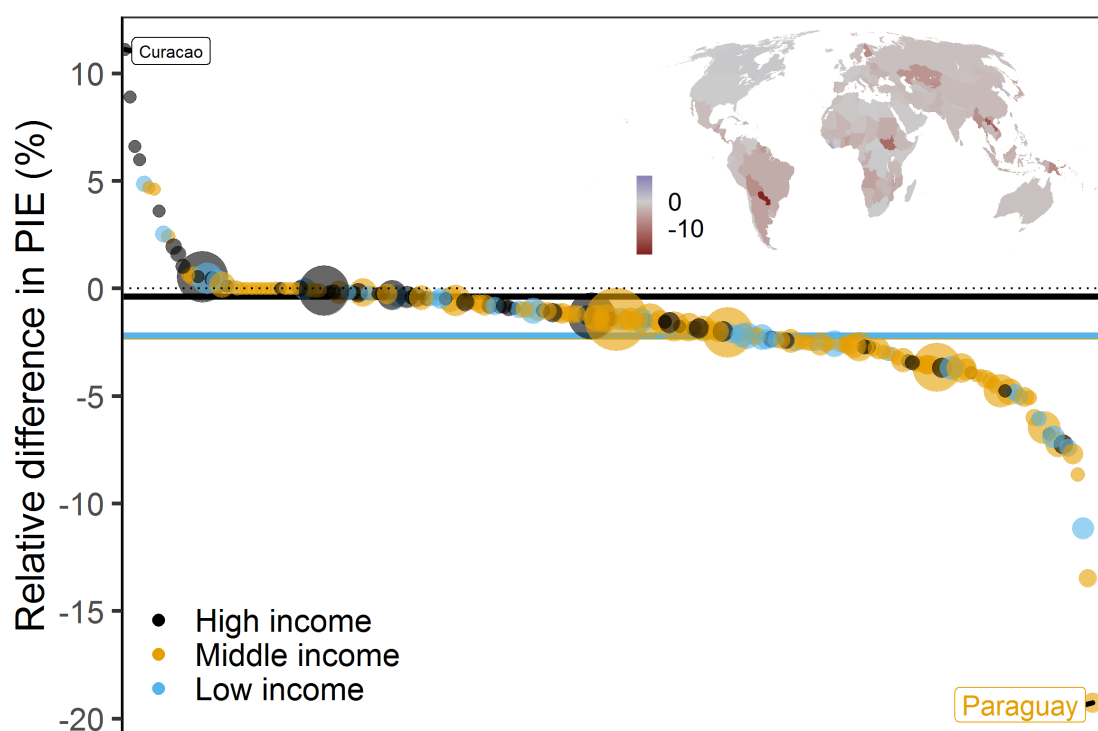 Relative difference in PIE (%)
10
5
0
-5
-10
-15
-20
Curacao
0
-10
High income
Middle income
Low income
Paraguay